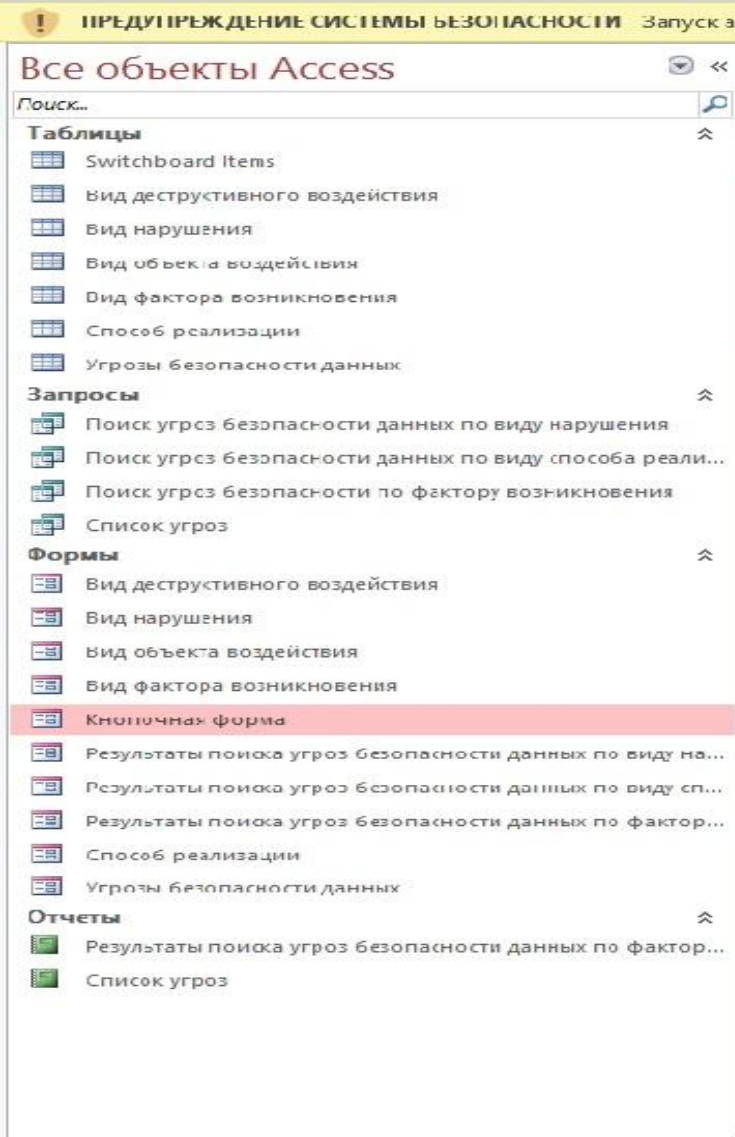 ПРЕДУПРЕЖДЕНИЕ СИСТЕМЫ БЕЗОПАСНОСТИ Запуск а
Все объекты Access
Поиск...
Таблицы
Switchboard Items
Вид деструктивного воздействия
Вид нарушения
Вид объекта воздействия
Вид фактора возникновения
Способ реализации
Угрозы безопасности данных
Запросы
Поиск угроз безопасности данных по виду нарушения
Поиск угроз безопасности данных по виду способа реали...
Поиск угроз безопасности по фактору возникновения
Список угроз
Формы
Вид деструктивного воздействия
Вид нарушения
Вид объекта воздействия
Вид фактора возникновения
Кнопочная форма
Результаты поиска угроз безопасности данных по виду на...
Результаты поиска угроз безопасности данных по виду сп...
Результаты поиска угроз безопасности данных по фактор...
Способ реализации
Угрозы безопасности данных
Отчеты
Результаты поиска угроз безопасности данных по фактор...
Список угроз